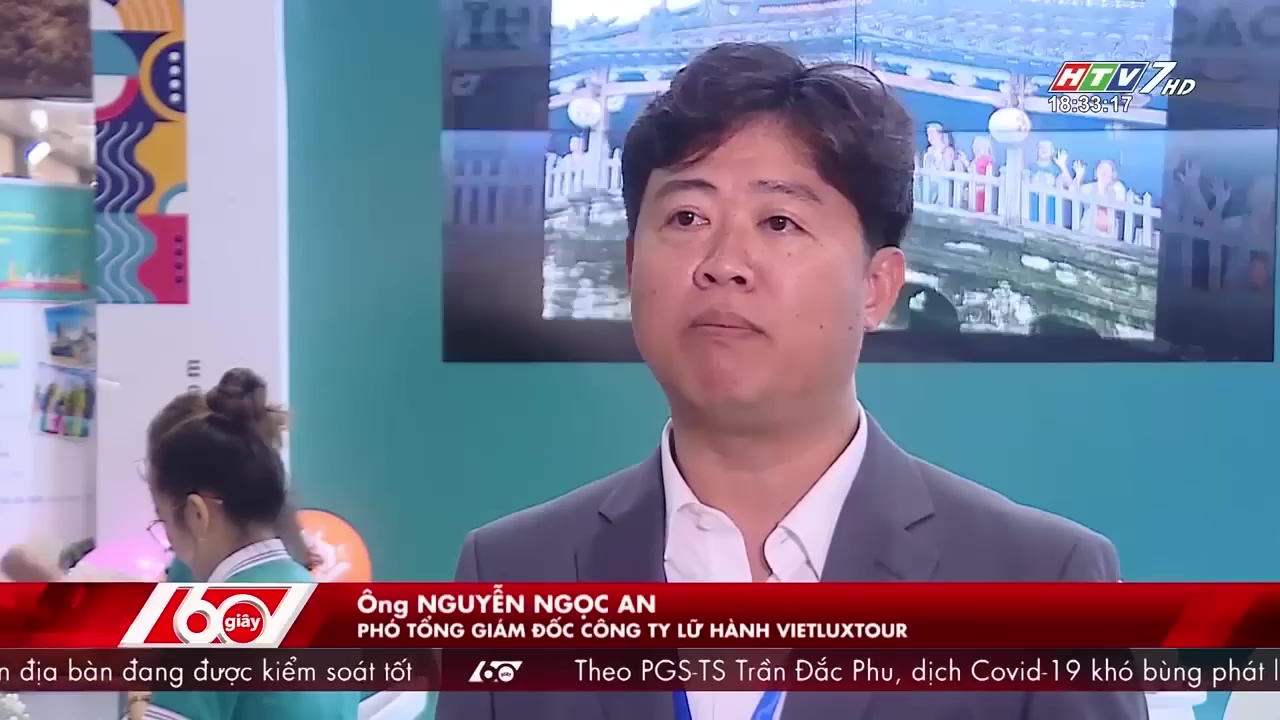 HTV7 HD
18:33:17
60 giây
Ông NGUYỄN NGỌC AN
PHÓ TỔNG GIÁM ĐỐC CÔNG TY LỮ HÀNH VIETLUXTOUR
địa bàn đang được kiểm soát tốt
60 giây
Theo PGS-TS Trần Đắc Phu, dịch Covid-19 khó bùng phát